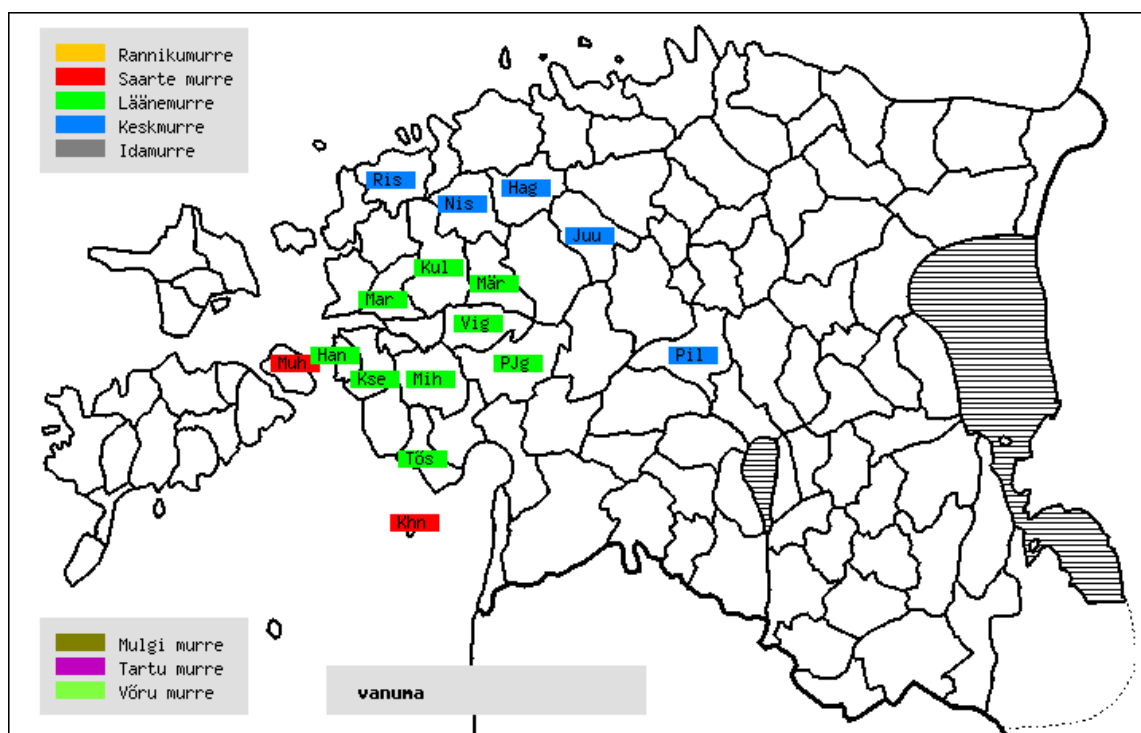 Rannikumurre
Saarte murre
Läänemurre
Keskmurre
Idamurre
Ris
Hag
Nis
Juu
Kul
Mär
Mar
Vig
Han
Muh
Pil
PJg
Kse
Mih
Tõs
Khn
Mulgi murre
Tartu murre
Võru murre
vanuma